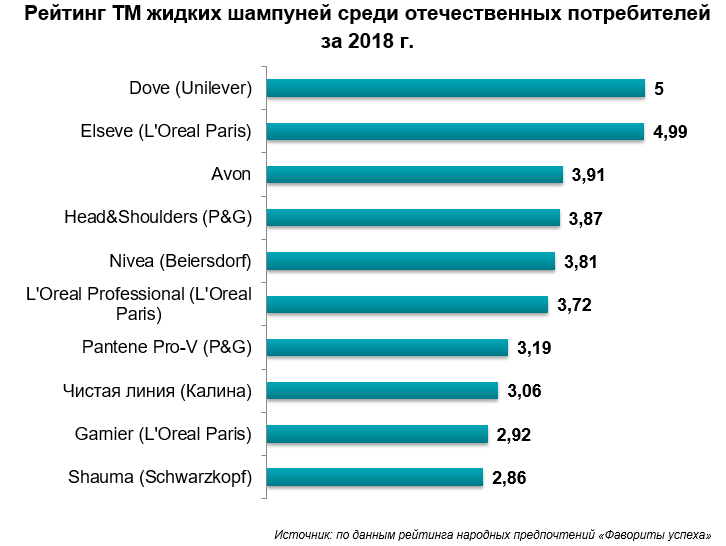 Рейтинг ТМ жидких шампуней среди отечественных потребителей
за 2018 г.
Dove (Unilever)
5
Elseve (L'Oreal Paris)
4,99
Avon
3,91
Head&Shoulders (P&G)
3,87
Nivea (Beiersdorf)
3,81
L'Oreal Professional (L'Oreal
Paris)
3,72
Pantene Pro-V (P&G)
3,19
Чистая линия (Калина)
3,06
Garnier (L'Oreal Paris)
2,92
Shauma (Schwarzkopf)
2,86
Источник: по данным рейтинга народных предпочтений «Фавориты успеха»